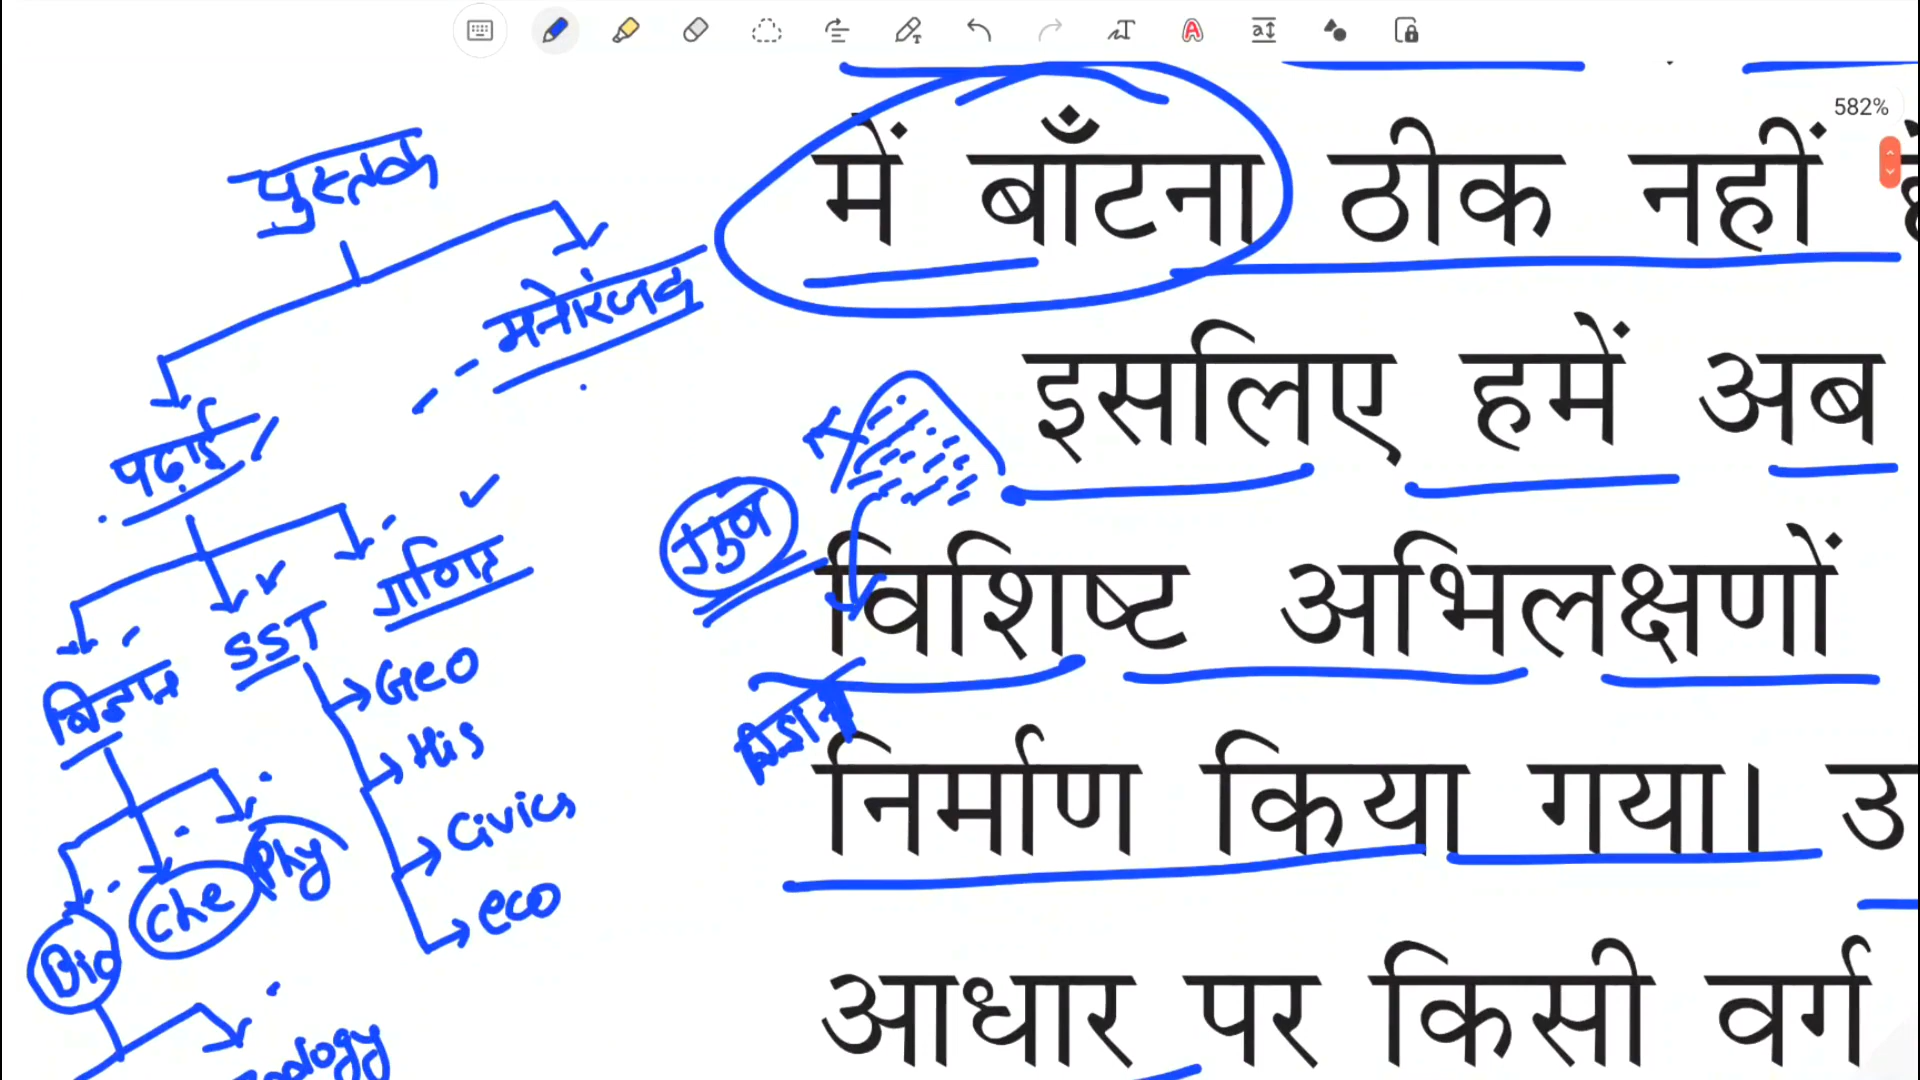 582%
में बाँटना ठीक नहीं
इसलिए हमें अब
विशिष्ट अभिलक्षणों
निर्माण किया गया। उ
आधार पर किसी वर्ग
पुस्तक
मनोरंजक
पढ़ाई
गणित
SST
विज्ञान
Geo
His
Civics
eco
Phy
Che
Bio
गुण